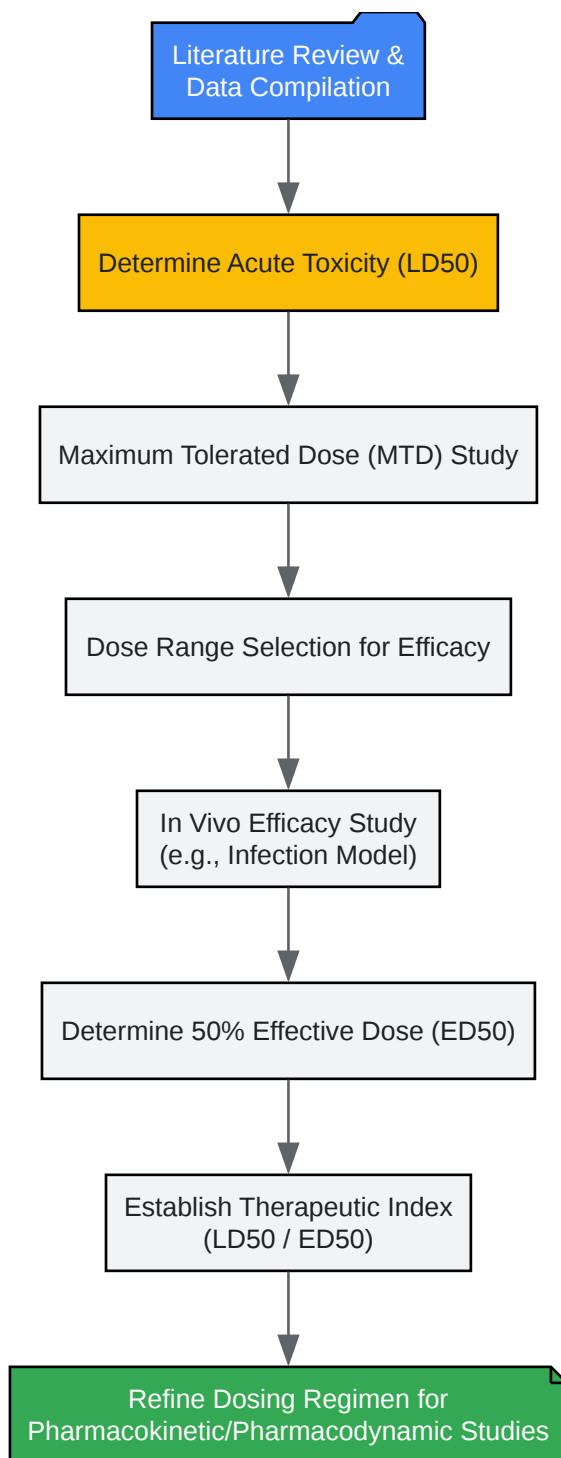 Literature Review &
Data Compilation
Determine Acute Toxicity (LD50)
Maximum Tolerated Dose (MTD) Study
Dose Range Selection for Efficacy
In Vivo Efficacy Study
(e.g., Infection Model)
Determine 50% Effective Dose (ED50)
Establish Therapeutic Index
(LD50 / ED50)
Refine Dosing Regimen for
Pharmacokinetic/Pharmacodynamic Studies